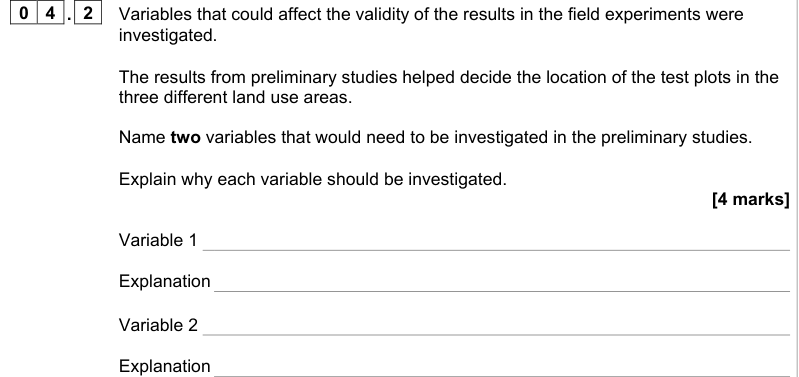 0 4 . 2 Variables that could affect the validity of the results in the field experiments were
investigated.
The results from preliminary studies helped decide the location of the test plots in the
three different land use areas.
Name two variables that would need to be investigated in the preliminary studies.
Explain why each variable should be investigated.
[4 marks]
Variable 1
Explanation
Variable 2
Explanation